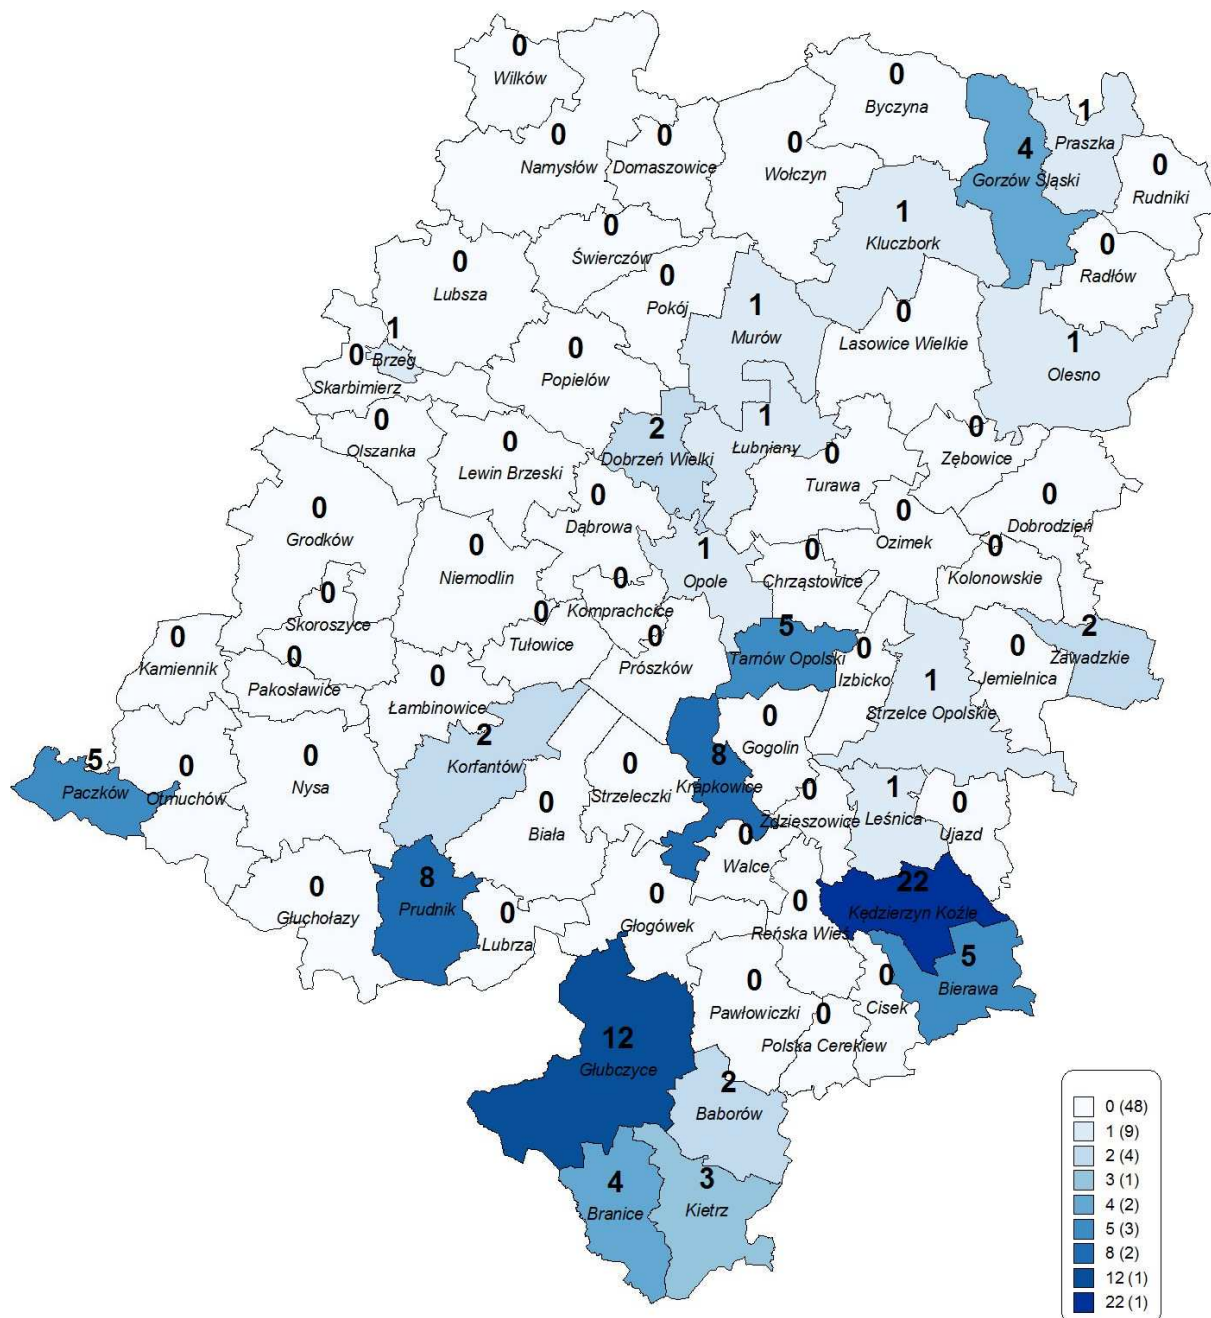 0
Wilków
0
Byczyna
1
Praszka
0
Namysłów
0
Domaszowice
0
Wołczyn
4
Gorzów Śląski
0
Rudniki
1
Kluczbork
0
Świerczów
0
Radłów
0
Lubsza
0
Pokój
1
Murów
0
Lasowice Wielkie
1
Olesno
1
Brzeg
0
Skarbimierz
0
Popielów
0
Olszanka
0
Lewin Brzeski
2
Dobrzeń Wielki
1
Łubniany
0
Turawa
0
Zębowice
0
Grodków
0
Dąbrowa
0
Ozimek
0
Dobrodzień
0
Niemodlin
1
Opole
0
Chrząstowice
0
Kolonowskie
0
Skoroszyce
0
Komprachcice
0
Tułowice
0
Kamiennik
0
Pakosławice
0
Prószków
5
Tarnów Opolski
0
Izbicko
0
Jemielnica
2
Zawadzkie
0
Łambinowice
1
Strzelce Opolskie
2
Korfantów
0
Gogolin
5
Paczków
0
Otmuchów
0
Nysa
0
Strzeleczki
8
Krapkowice
0
Zdzieszowice
1
Leśnica
0
Ujazd
0
Biała
0
Walce
0
Głuchołazy
8
Prudnik
0
Lubrza
0
Głogówek
0
Reńska Wieś
22
Kędzierzyn Koźle
5
Bierawa
0
Cisek
0
Pawłowiczki
0
Polska Cerekiew
12
Głubczyce
2
Baborów
4
Branice
3
Kietrz
0 (48)
1 (9)
2 (4)
3 (1)
4 (2)
5 (3)
8 (2)
12 (1)
22 (1)